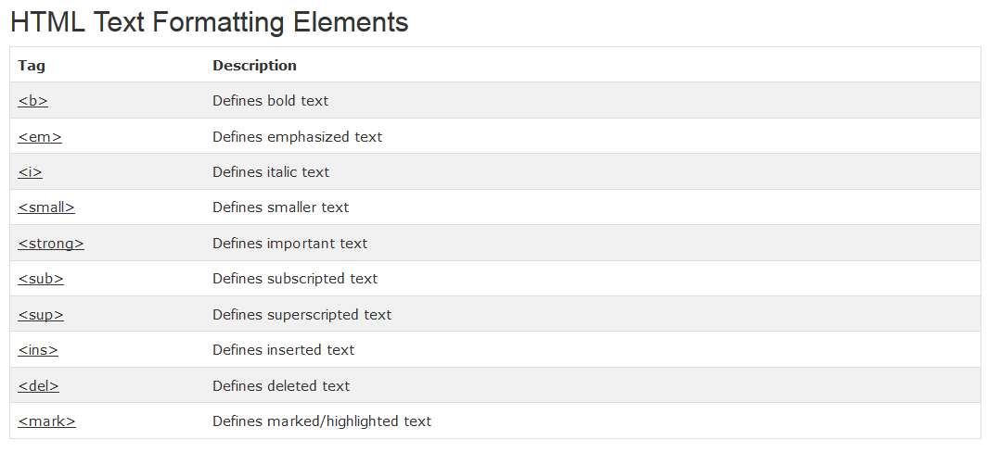 HTML Text Formatting Elements
Tag Description
<b> Defines bold text
<em> Defines emphasized text
<i> Defines italic text
<small> Defines smaller text
<strong> Defines important text
<sub> Defines subscripted text
<sup> Defines superscripted text
<ins> Defines inserted text
<del> Defines deleted text
<mark> Defines marked/highlighted text